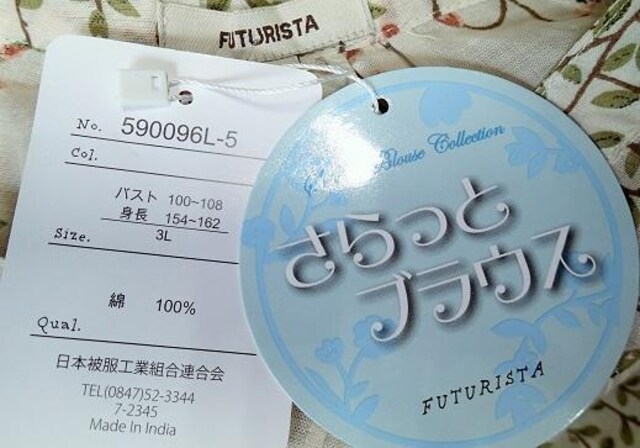 FUTURISTA
No. 590096L-5
Col.
バスト 100~108
身長 154~162
Size. 3L
綿 100%
Qual.
日本被服工業組合連合会
TEL(0847)52-3344
7-2345
Made In India
Blouse Collection
さらっと
ブラウス
FUTURISTA